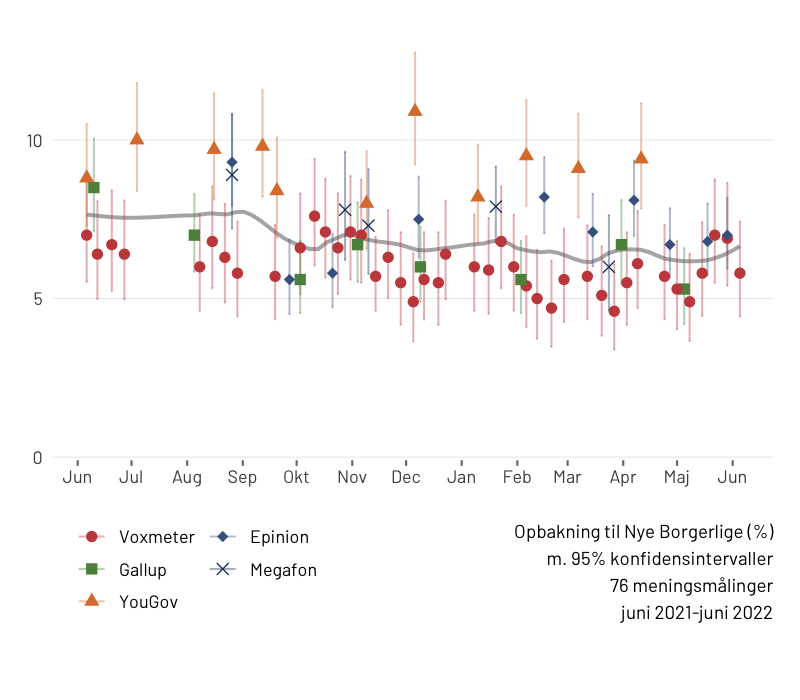 10
5
0
Jun Jul Aug Sep Okt Nov Dec Jan Feb Mar Apr Maj Jun
Voxmeter Epinion
Gallup Megafon
YouGov
Opbakning til Nye Borgerlige (%)
m. 95% konfidensintervaller
76 meningsmålinger
juni 2021-juni 2022